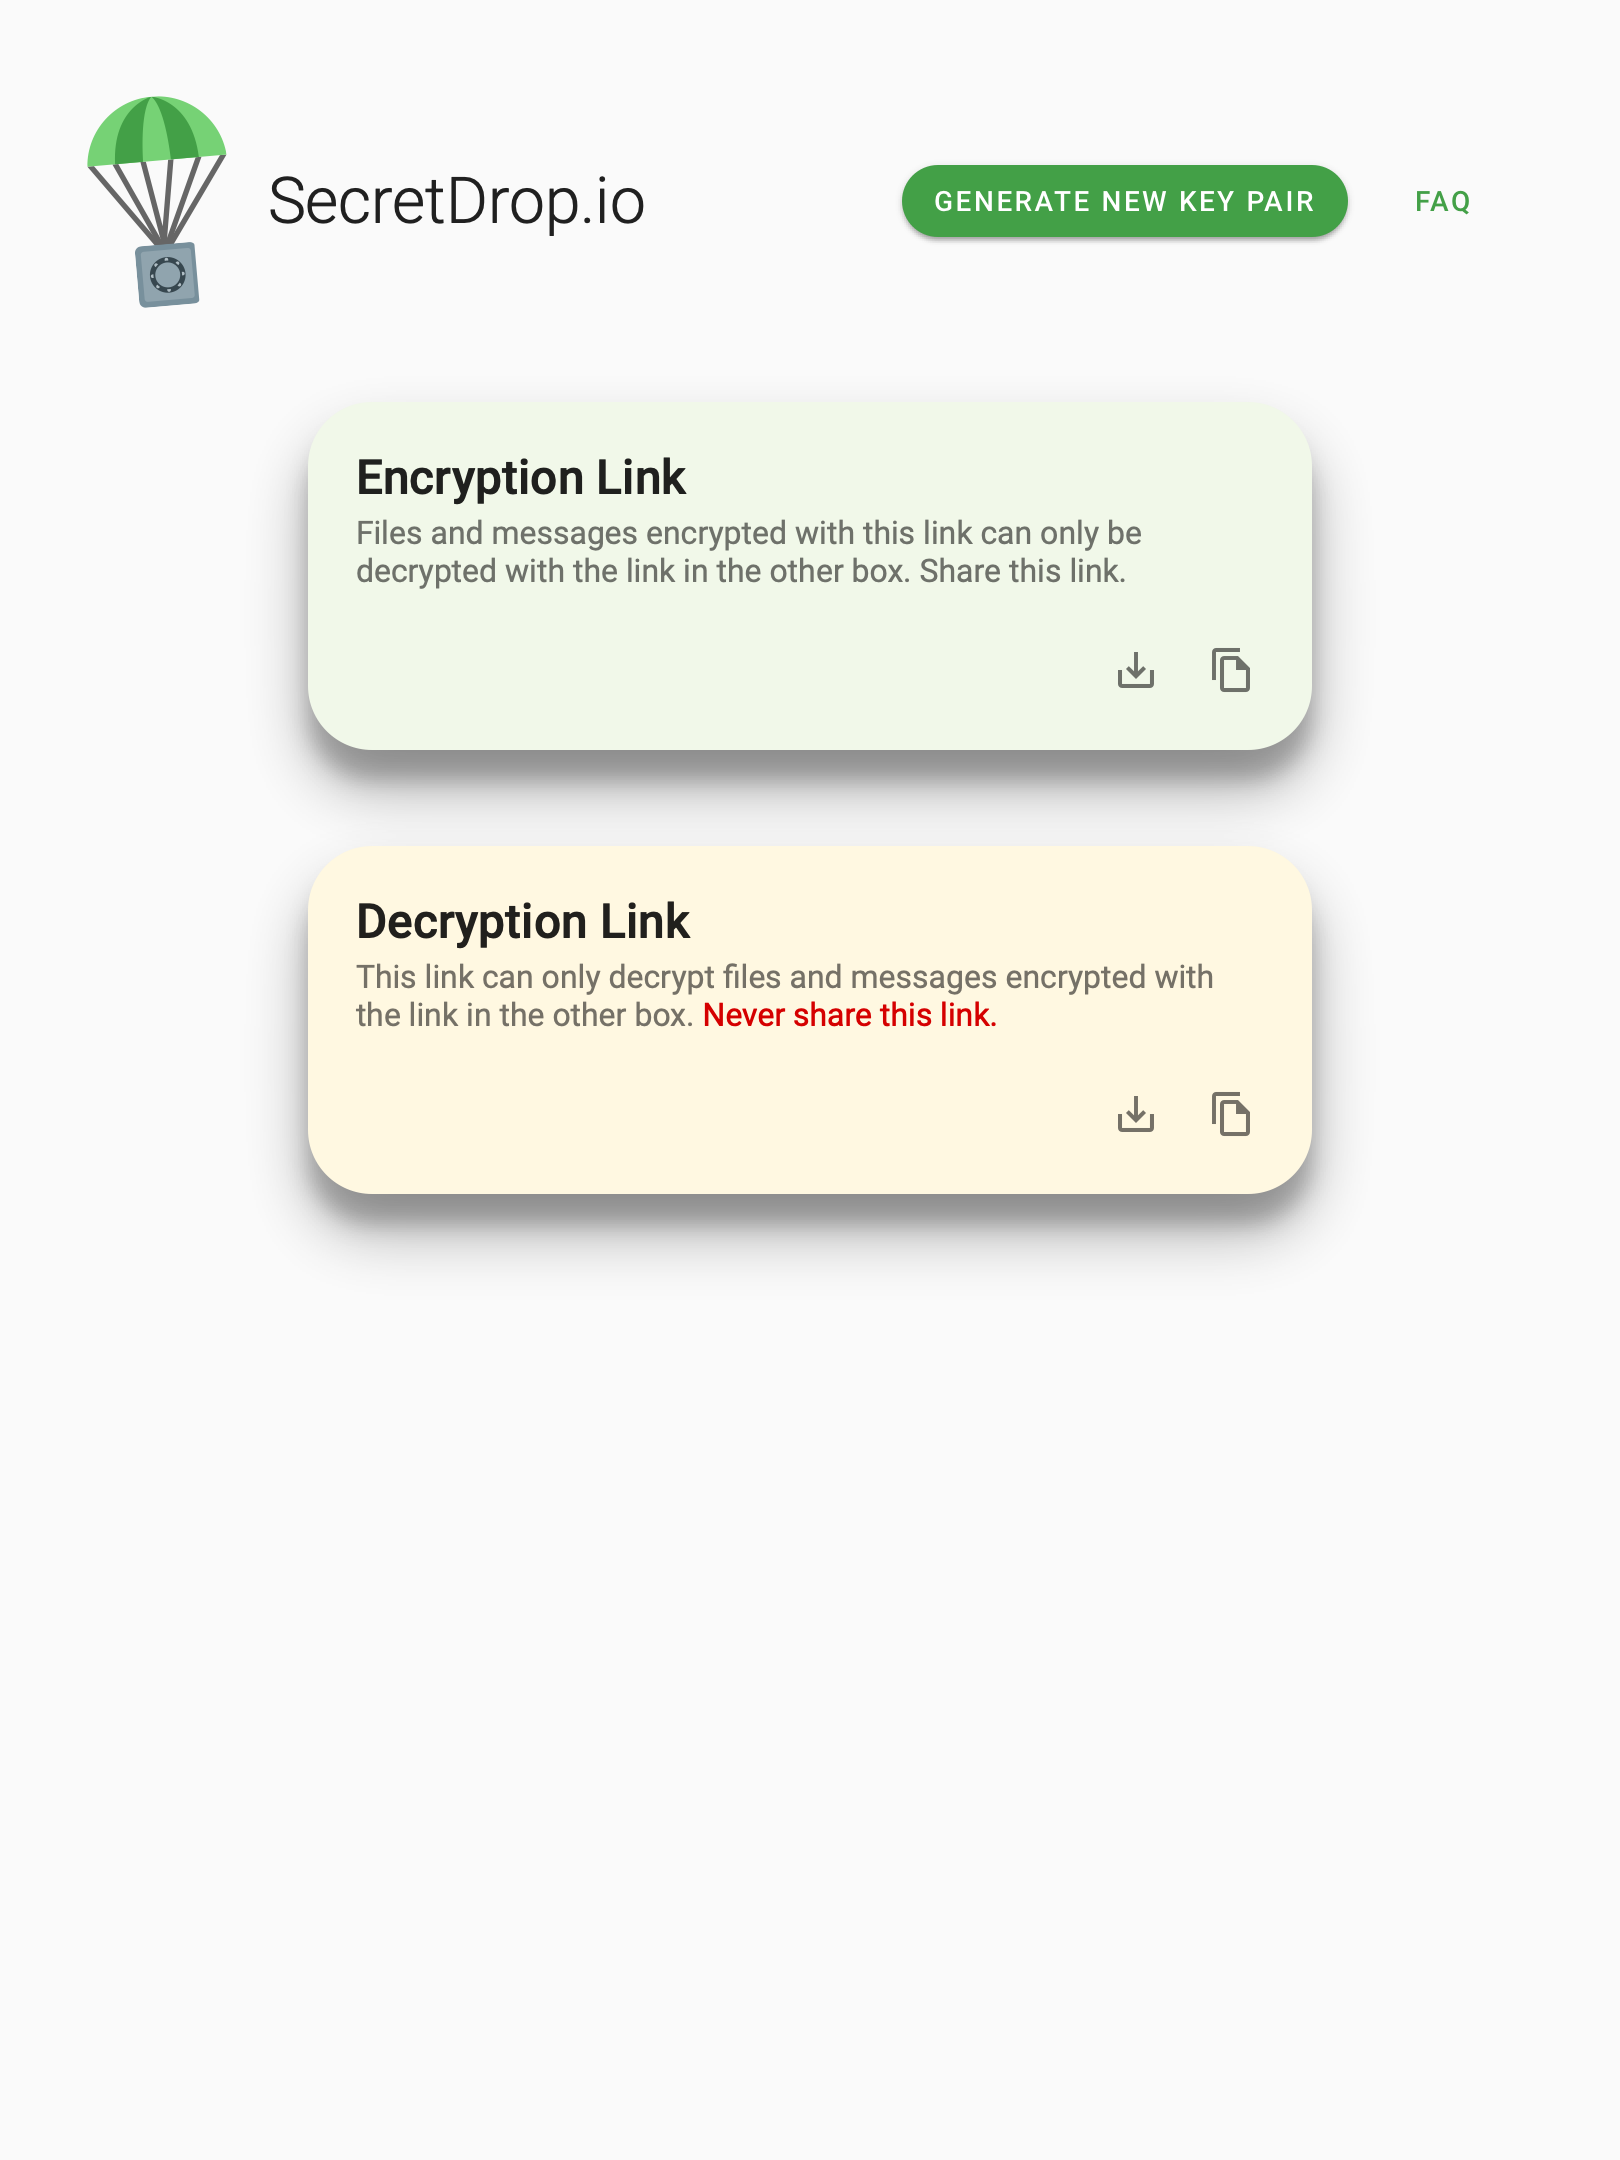 SecretDrop.io
GENERATE NEW KEY PAIR
FAQ
Encryption Link
Files and messages encrypted with this link can only be
decrypted with the link in the other box. Share this link.
Decryption Link
This link can only decrypt files and messages encrypted with
the link in the other box. Never share this link.